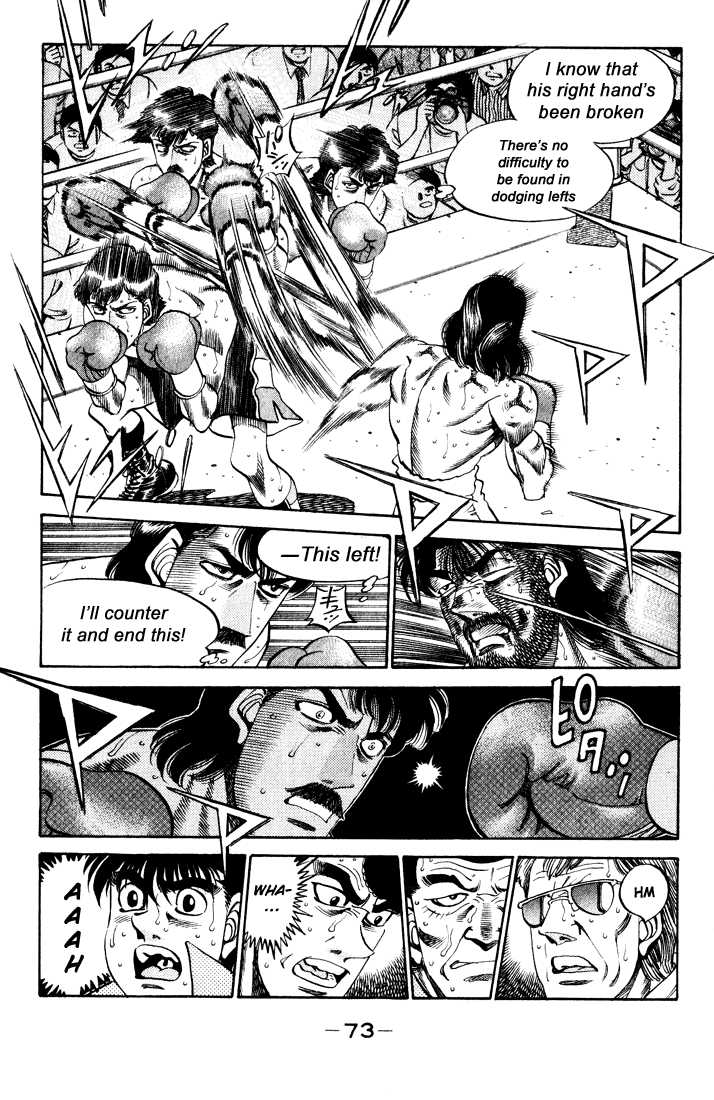 I know that
his right hand's
been broken
There's no
difficulty to
be found in
dodging lefts
—This left!
I'll counter
it and end this!
AAAH
WHA-
...
HM
—73—